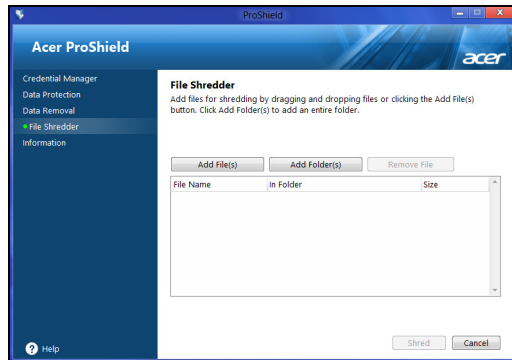 ProShield
Acer ProShield
acer
Credential Manager
Data Protection
Data Removal
File Shredder
Information
File Shredder
Add files for shredding by dragging and dropping files or clicking the Add File(s)
button. Click Add Folder(s) to add an entire folder.
Add File(s) Add Folder(s) Remove File
File Name In Folder Size
? Help
Shred Cancel